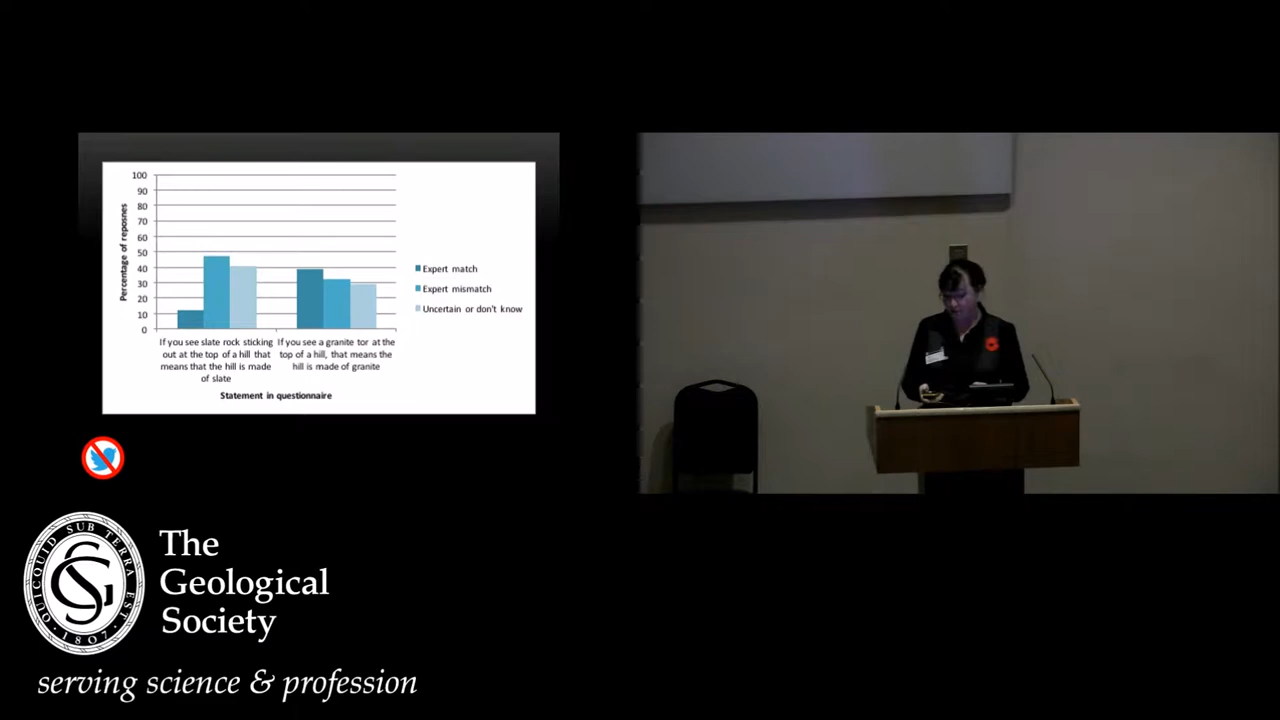 100
90
80
70
60
50
40
30
20
10
0
Percentage of reposnes
Expert match
Expert mismatch
Uncertain or don't know
If you see slate rock sticking
out at the top of a hill that
means that the hill is made
of slate
If you see a granite tor at the
top of a hill, that means the
hill is made of granite
Statement in questionnaire
QUICQUID SUB TERRA EST
1807
The
Geological
Society
serving science & profession